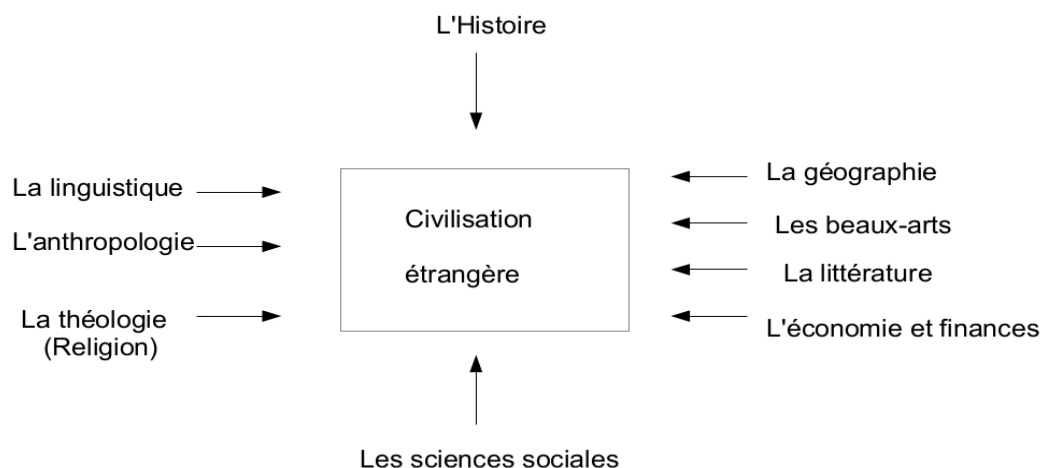 L'Histoire
La linguistique
L'anthropologie
La théologie
(Religion)
Civilisation
étrangère
La géographie
Les beaux-arts
La littérature
L'économie et finances
Les sciences sociales